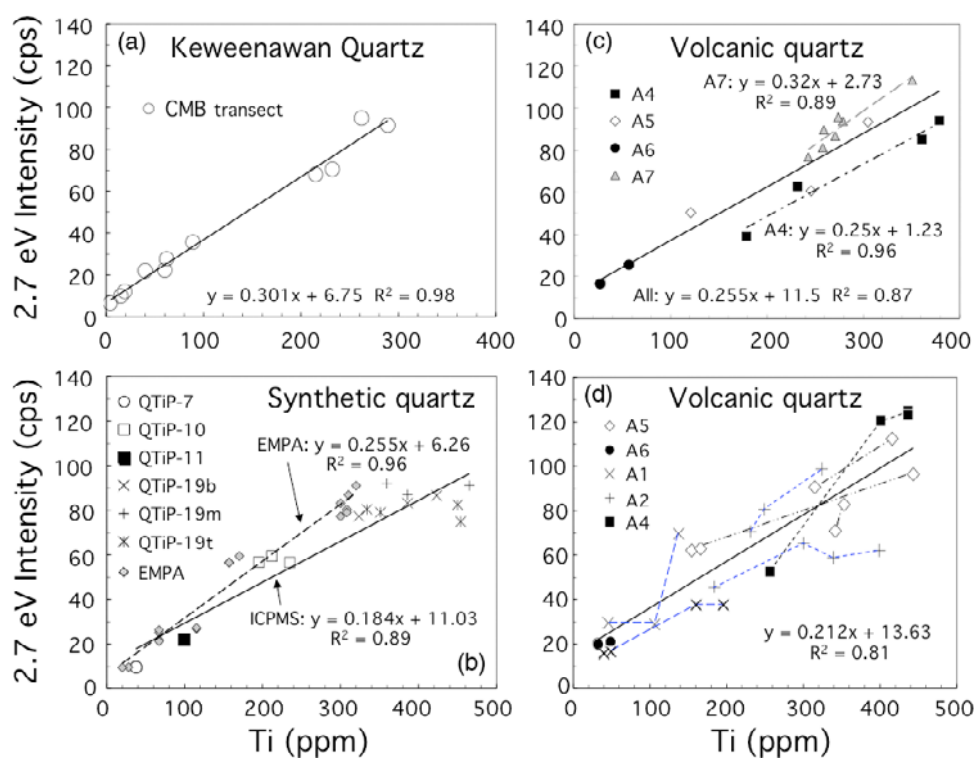 2.7 eV Intensity (cps)
140
120
100
80
60
40
20
0
(a)
Keweenawan Quartz
CMB transect
y = 0.301x + 6.75 R² = 0.98
0
100
200
300
400
(c)
Volcanic quartz
A4
A5
A6
A7
A7: y = 0.32x + 2.73
R² = 0.89
A4: y = 0.25x + 1.23
R² = 0.96
All: y = 0.255x + 11.5 R² = 0.87
140
120
100
80
60
40
20
0
0
100
200
300
400
2.7 eV Intensity (cps)
140
120
100
80
60
40
20
0
QTiP-7
QTiP-10
QTiP-11
QTiP-19b
QTiP-19m
QTiP-19t
EMPA
Synthetic quartz
EMPA: y = 0.255x + 6.26
R² = 0.96
ICPMS: y = 0.184x + 11.03
R² = 0.89
(b)
0
100
200
300
400
500
Ti (ppm)
(d)
Volcanic quartz
A5
A6
A1
A2
A4
y = 0.212x + 13.63
R² = 0.81
140
120
100
80
60
40
20
0
0
100
200
300
400
500
Ti (ppm)